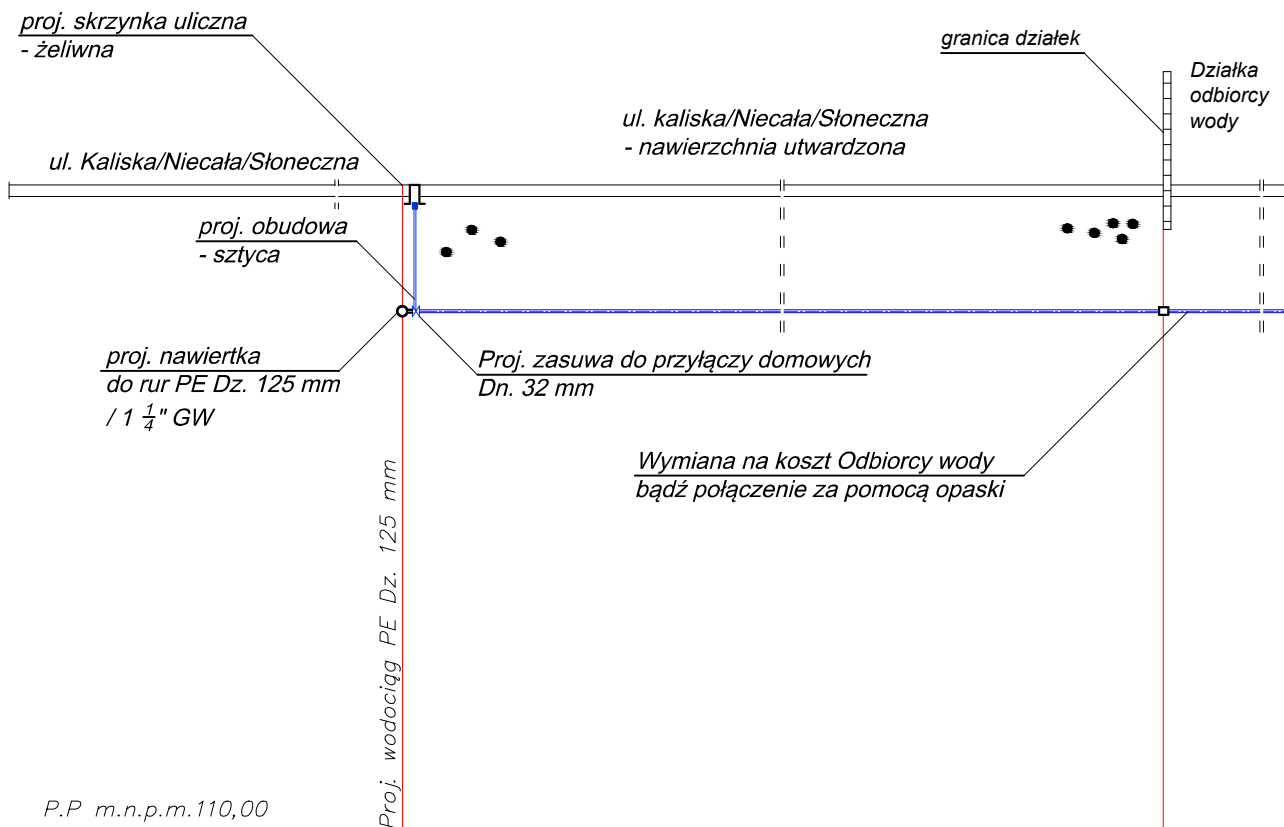 proj. skrzynka uliczna
- żeliwna
granica działek
Działka
odbiorcy
wody
ul. kaliska/Niecała/Słoneczna
- nawierzchnia utwardzona
ul. Kaliska/Niecała/Słoneczna
proj. obudowa
- sztyca
proj. nawiertka
do rur PE Dz. 125 mm
/ 1 1/4" GW
Proj. zasuwa do przyłączy domowych
Dn. 32 mm
Wymiana na koszt Odbiorcy wody
bądź połączenie za pomocą opaski
Proj. wodociąg PE Dz. 125 mm
P.P m.n.p.m.110,00